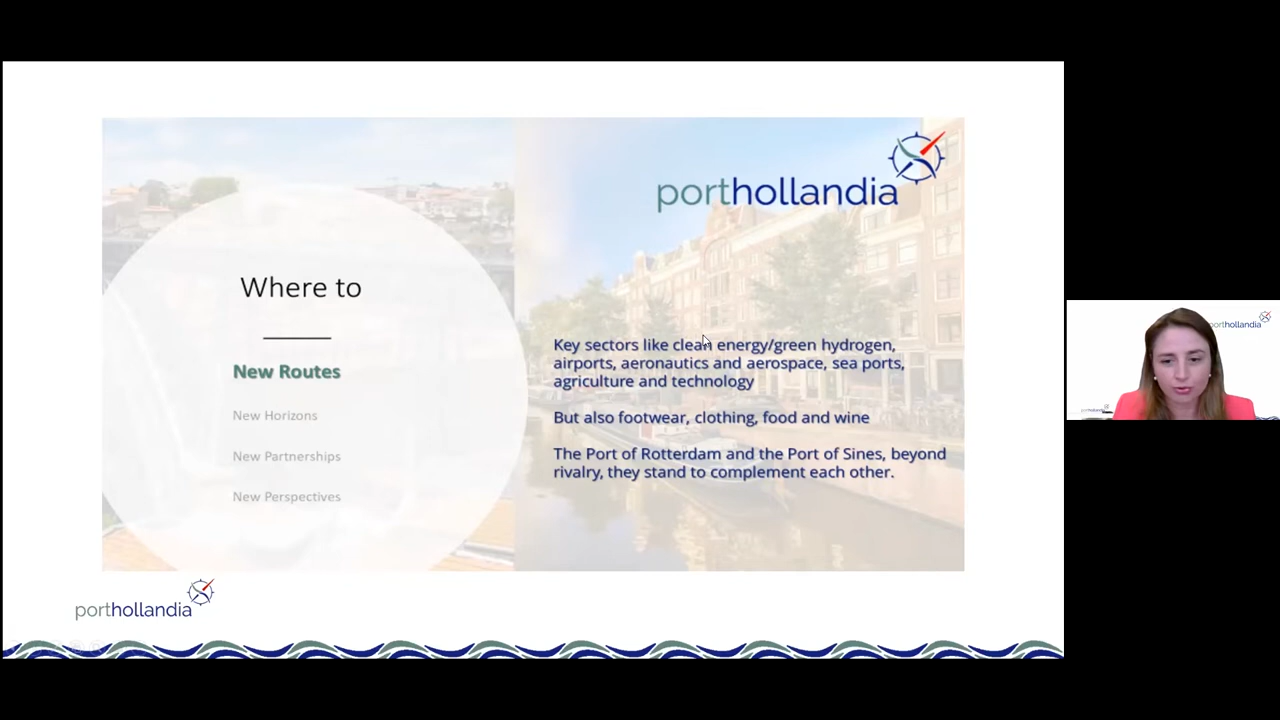 porthollandia
Where to
New Routes
New Horizons
New Partnerships
New Perspectives
Key sectors like clean energy/green hydrogen,
airports, aeronautics and aerospace, sea ports,
agriculture and technology
But also footwear, clothing, food and wine
The Port of Rotterdam and the Port of Sines, beyond
rivalry, they stand to complement each other.
porthollandia
porthollandia